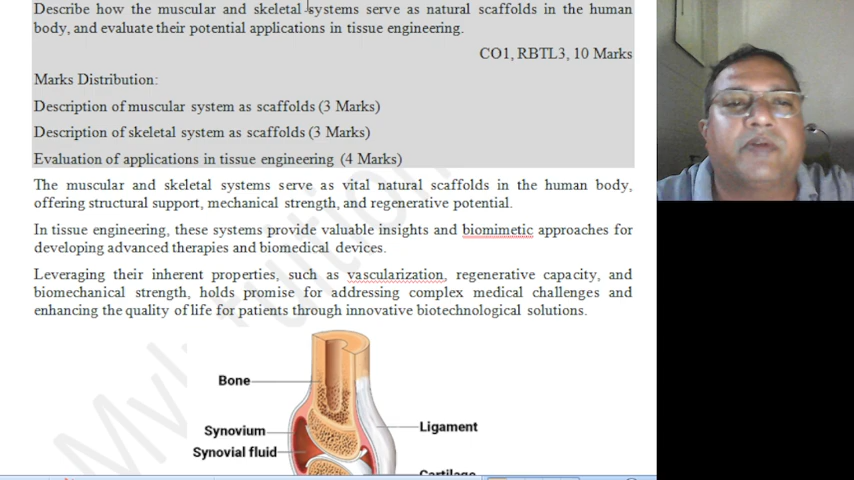 Describe how the muscular and skeletal systems serve as natural scaffolds in the human
body, and evaluate their potential applications in tissue engineering.
CO1, RBTL3, 10 Marks
Marks Distribution:
Description of muscular system as scaffolds (3 Marks)
Description of skeletal system as scaffolds (3 Marks)
Evaluation of applications in tissue engineering (4 Marks)
The muscular and skeletal systems serve as vital natural scaffolds in the human body,
offering structural support, mechanical strength, and regenerative potential.
In tissue engineering, these systems provide valuable insights and biomimetic approaches for
developing advanced therapies and biomedical devices.
Leveraging their inherent properties, such as vascularization, regenerative capacity, and
biomechanical strength, holds promise for addressing complex medical challenges and
enhancing the quality of life for patients through innovative biotechnological solutions.
Bone
Ligament
Synovium
Synovial fluid
Cartilage